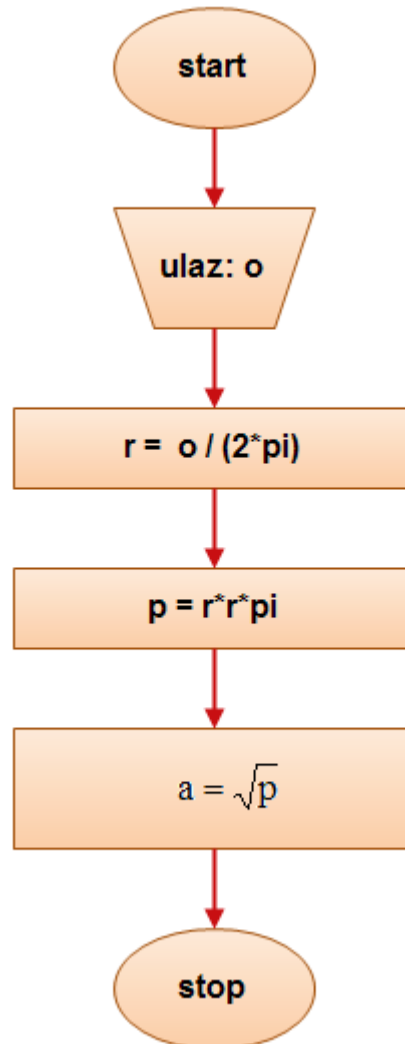 start
ulaz: o
r = o / (2*pi)
p = r*r*pi
a = √p
stop